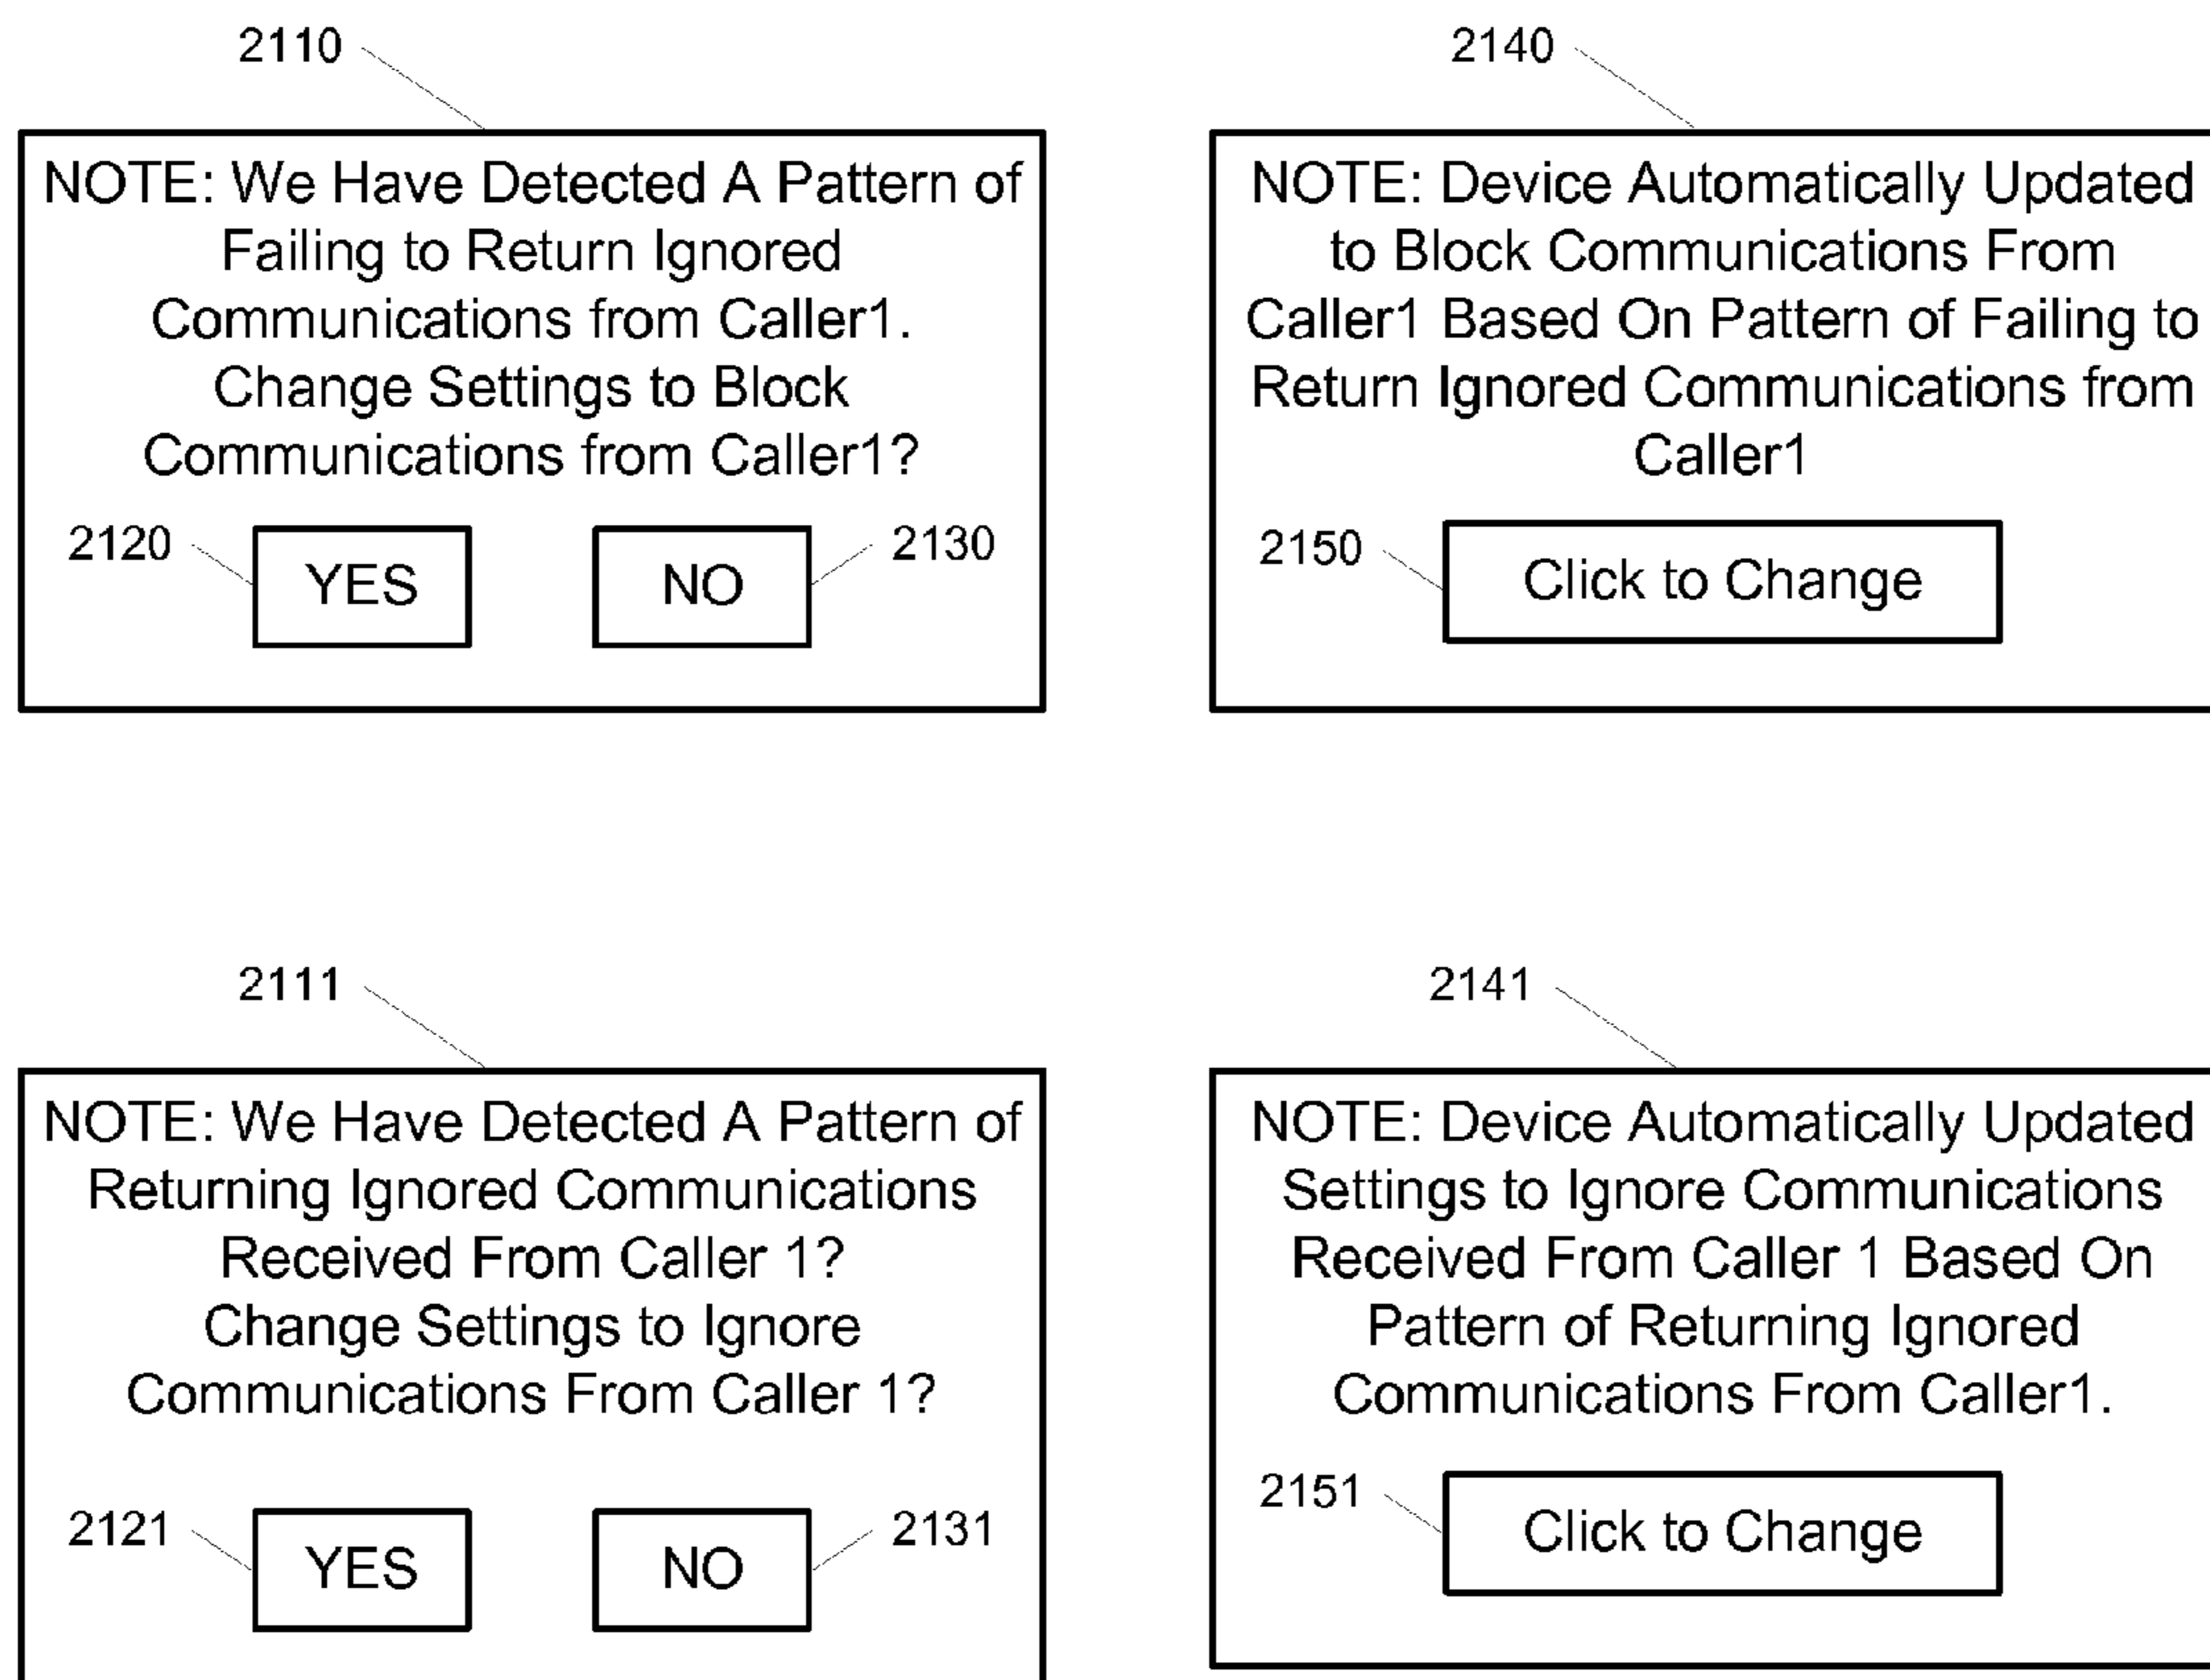 2110
NOTE: We Have Detected A Pattern of
Failing to Return Ignored
Communications from Caller1.
Change Settings to Block
Communications from Caller1?
2120
YES
NO
2130
2140
NOTE: Device Automatically Updated
to Block Communications From
Caller1 Based On Pattern of Failing to
Return Ignored Communications from
Caller1
2150
Click to Change
2111
NOTE: We Have Detected A Pattern of
Returning Ignored Communications
Received From Caller 1?
Change Settings to Ignore
Communications From Caller 1?
2121
YES
NO
2131
2141
NOTE: Device Automatically Updated
Settings to Ignore Communications
Received From Caller 1 Based On
Pattern of Returning Ignored
Communications From Caller1.
2151
Click to Change